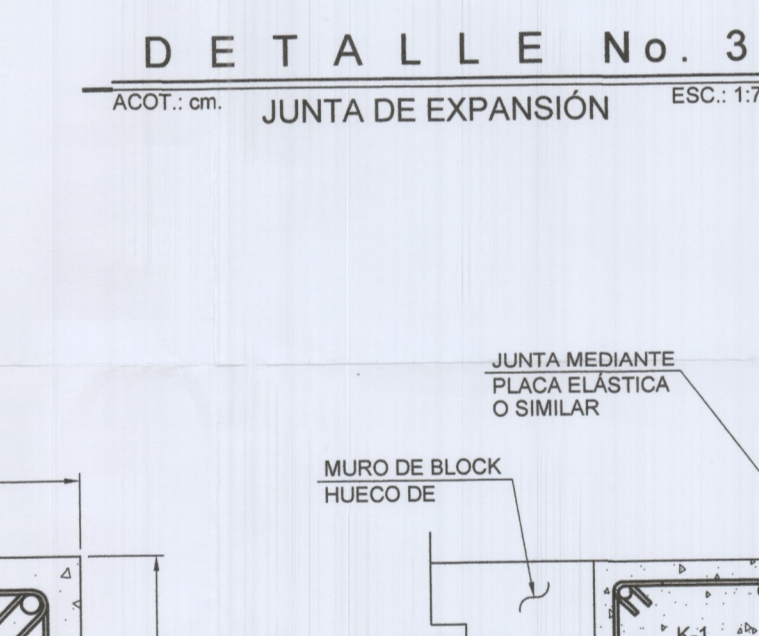 DETALLE No. 3
ACOT.: cm.
JUNTA DE EXPANSIÓN
ESC.: 1:7
JUNTA MEDIANTE
PLACA ELÁSTICA
O SIMILAR
MURO DE BLOCK
HUECO DE
K-1